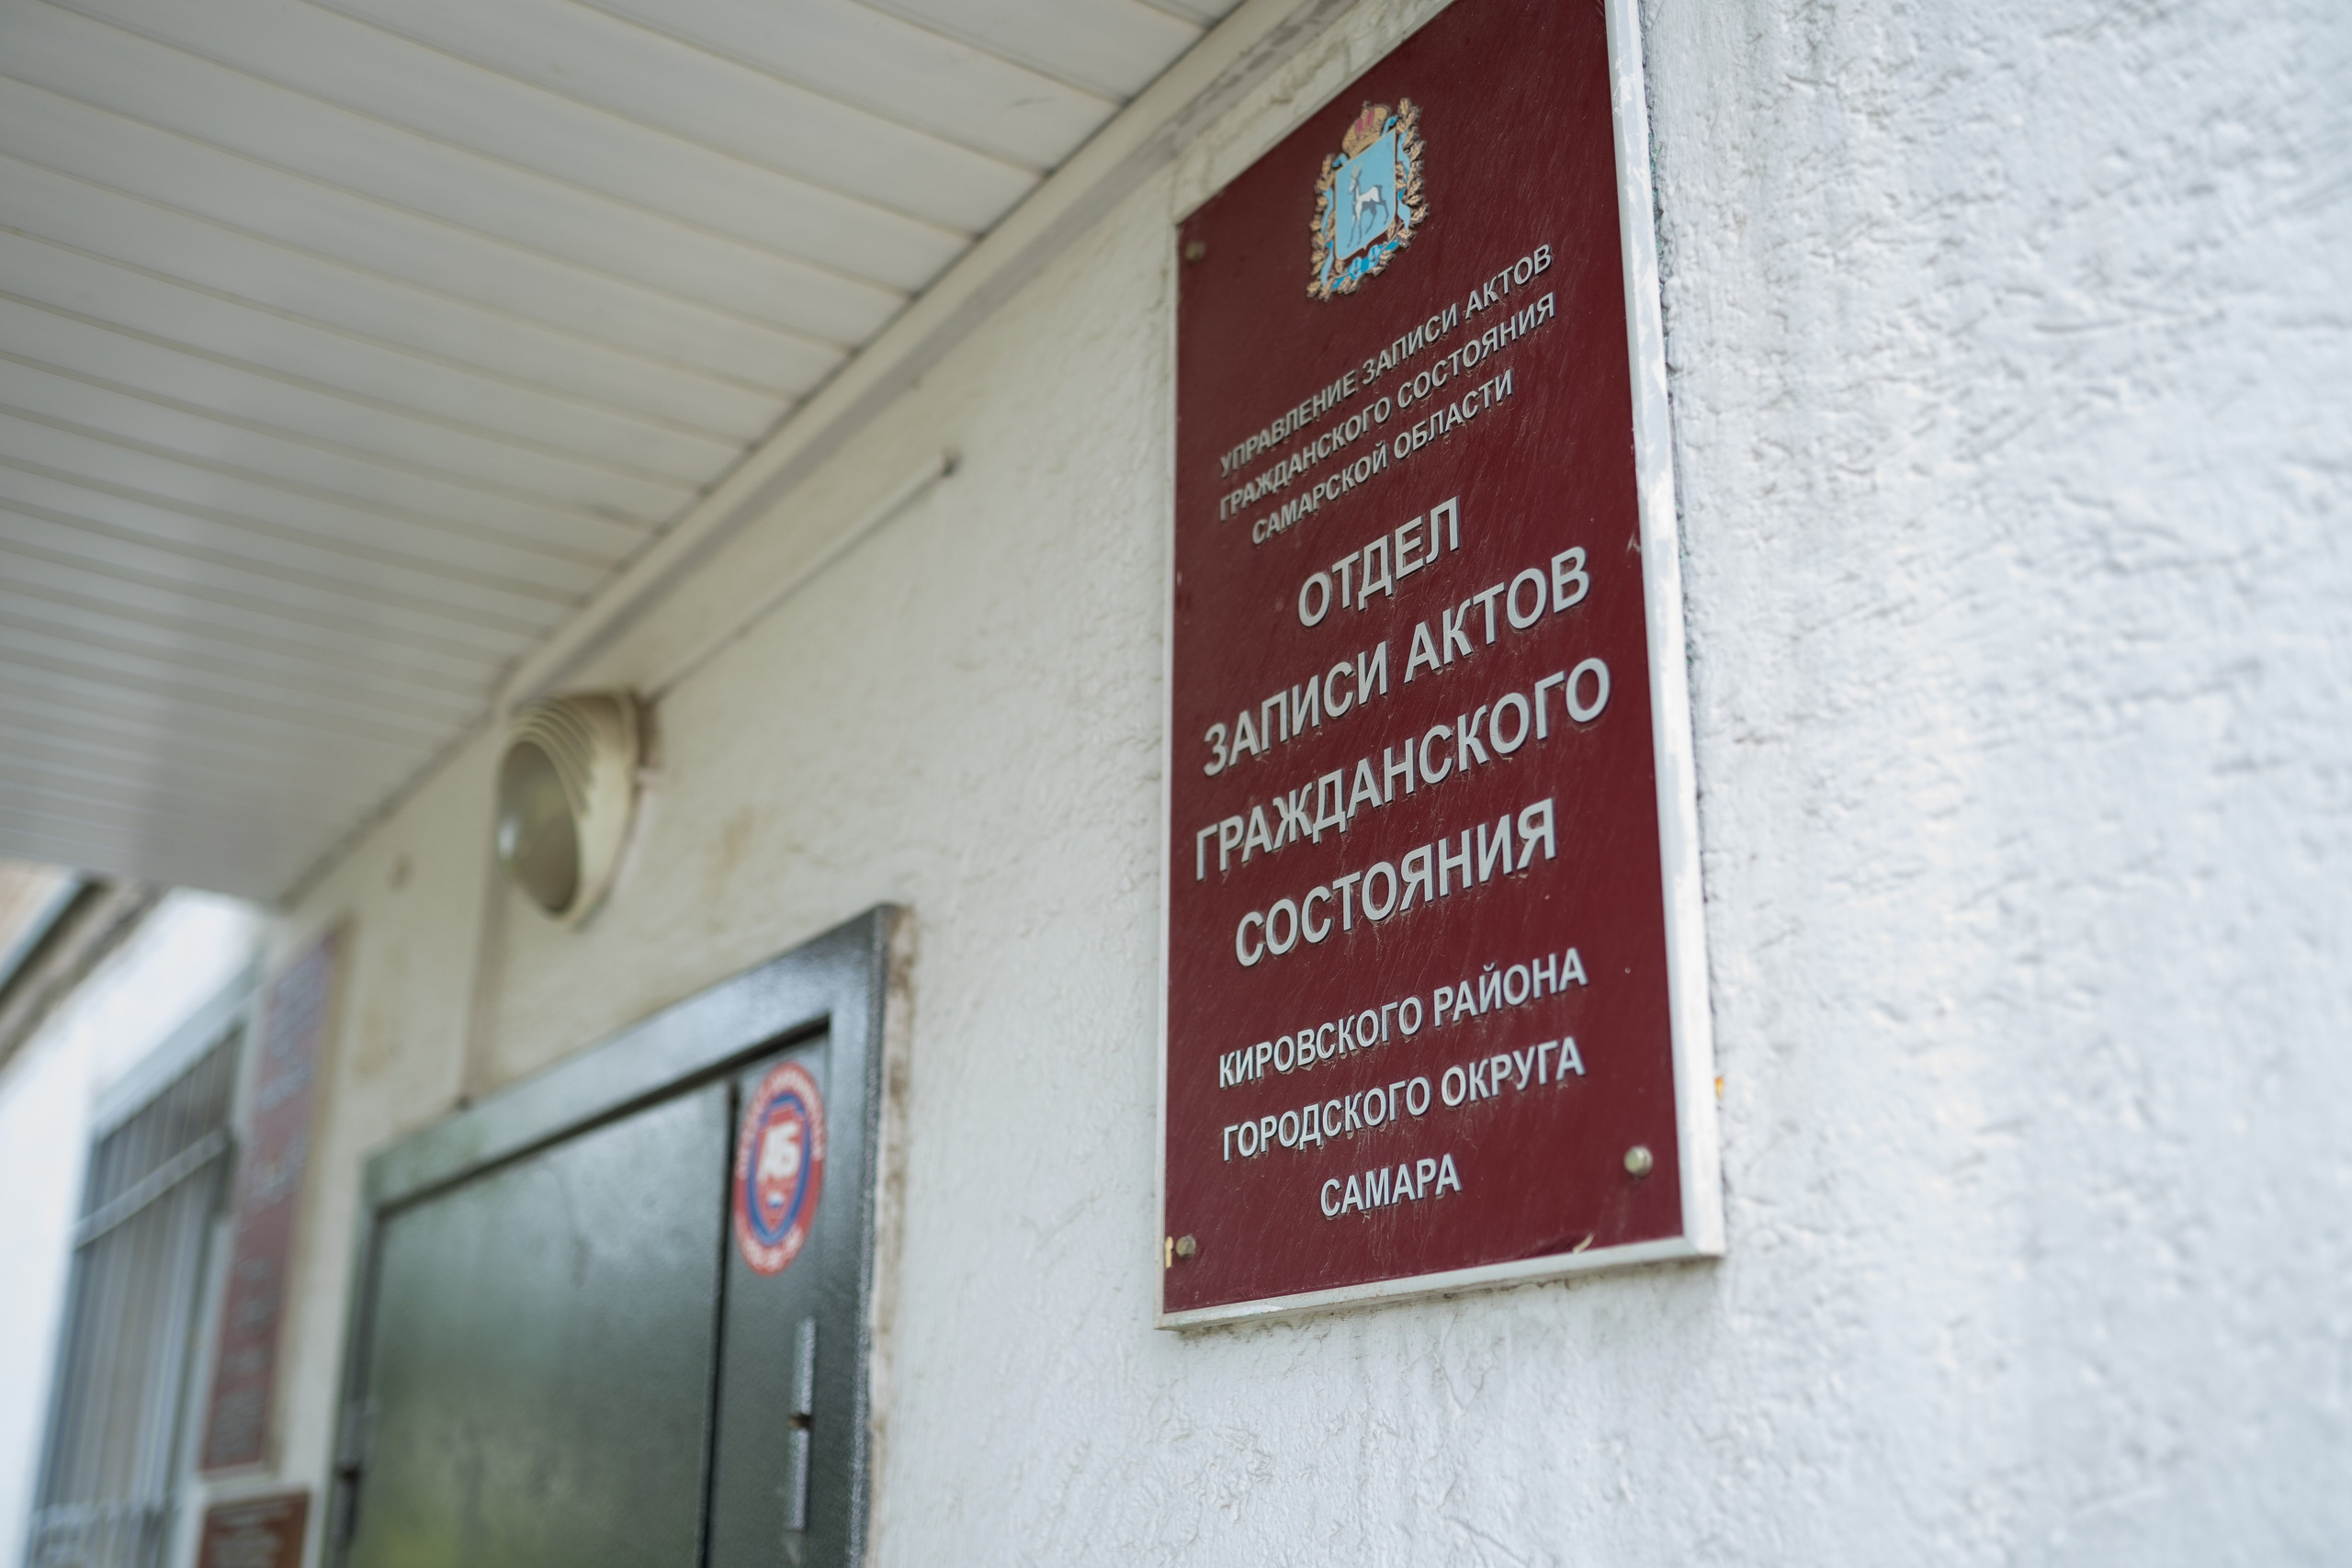 УПРАВЛЕНИЕ ЗАПИСИ АКТОВ
ГРАЖДАНСКОГО СОСТОЯНИЯ
САМАРСКОЙ ОБЛАСТИ
ОТДЕЛ
ЗАПИСИ АКТОВ
ГРАЖДАНСКОГО
СОСТОЯНИЯ
КИРОВСКОГО РАЙОНА
ГОРОДСКОГО ОКРУГА
САМАРА